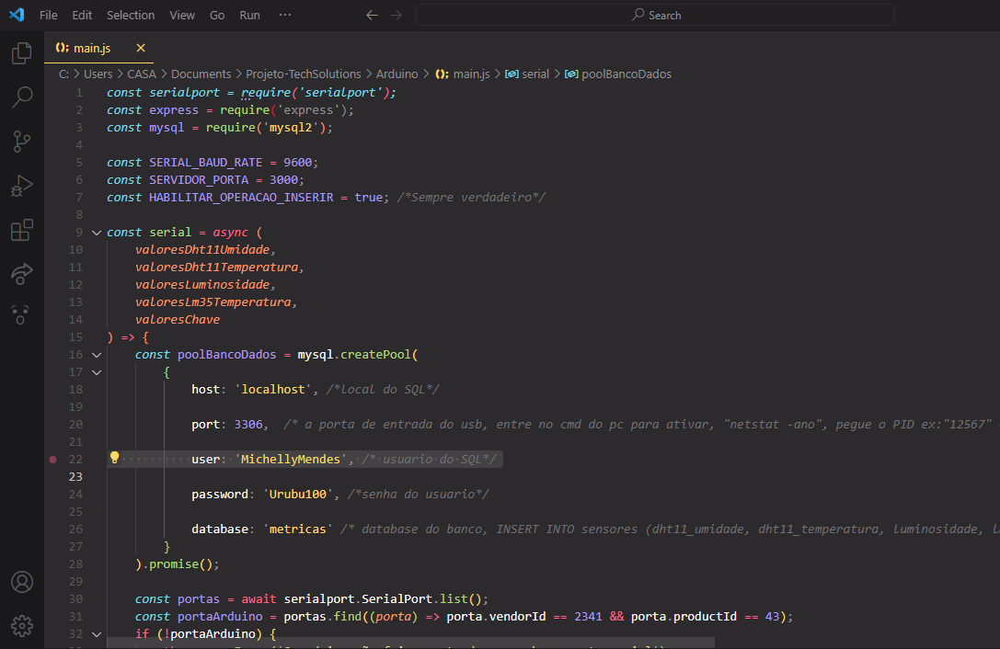 File Edit Selection View Go Run ··· Search
main.js
C: > Users > CASA > Documents > Projeto-TechSolutions > Arduino > main.js > serial > poolBancoDados
1 const serialport = require('serialport');
2 const express = require('express');
3 const mysql = require('mysql2');
4
5 const SERIAL_BAUD_RATE = 9600;
6 const SERVIDOR_PORTA = 3000;
7 const HABILITAR_OPERACAO_INSERIR = true; /*Sempre verdadeiro*/
8
9 const serial = async (
10 valoresDht11Umidade,
11 valoresDht11Temperatura,
12 valoresLuminosidade,
13 valoresLm35Temperatura,
14 valoresChave
15 ) => {
16 const poolBancoDados = mysql.createPool(
17 {
18 host: 'localhost', /*local do SQL*/
19
20 port: 3306, /* a porta de entrada do usb, entre no cmd do pc para ativar, "netstat -ano", pegue o PID ex:"12567"
21
22 user: 'MichellyMendes', /* usuario do SQL*/
23
24 password: 'Urubu100', /*senha do usuario*/
25
26 database: 'metricas' /* database do banco, INSERT INTO sensores (dht11_umidade, dht11_temperatura, luminosidade,
27 }
28 ).promise();
29
30 const portas = await serialport.SerialPort.list();
31 const portaArduino = portas.find((porta) => porta.vendorId == 2341 && porta.productId == 43);
32 if (!portaArduino) {